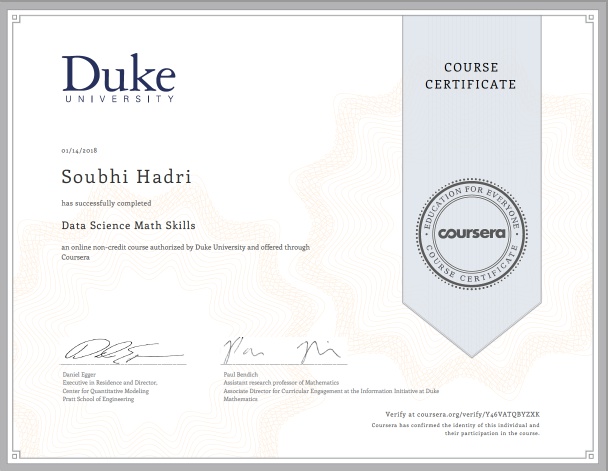 Duke
UNIVERSITY
COURSE
CERTIFICATE
01/14/2018
Soubhi Hadri
has successfully completed
Data Science Math Skills
an online non-credit course authorized by Duke University and offered through
Coursera
EDUCATION FOR EVERYONE
coursera
COURSE CERTIFICATE
Daniel Egger
Executive in Residence and Director,
Center for Quantitative Modeling
Pratt School of Engineering
Paul Bendich
Assistant research professor of Mathematics
Associate Director for Curricular Engagement at the Information Initiative at Duke
Mathematics
Verify at coursera.org/verify/Y46VATQBYZXK
Coursera has confirmed the identity of this individual and
their participation in the course.